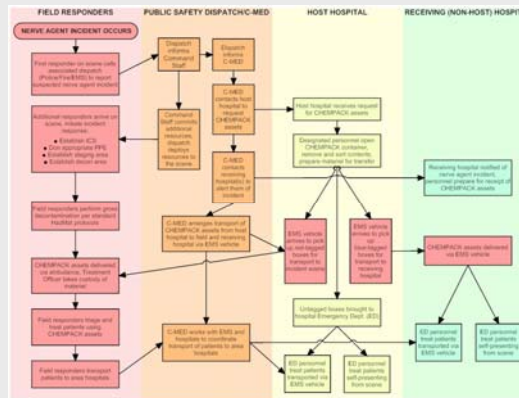 FIELD RESPONDERS
PUBLIC SAFETY DISPATCH/C-MED
HOST HOSPITAL
RECEIVING (NON-HOST) HOSPIT
NERVE AGENT INCIDENT OCCURS
First responder on scene calls
associated dispatch
(Police/Fire/EMS) to report
suspected nerve agent incident
Dispatch
informs
Command
Staff
Dispatch
informs
C-MED
C-MED
contacts host
hospital to
request
CHEMPACK
assets
Host hospital receives request
for CHEMPACK assets
Additional responders arrive on
scene, initiate incident
response:
Establish ICS
Don appropriate PPE
Establish staging area
Establish decon area
Command
Staff commits
additional
resources,
dispatch
deploys
resources to
the scene
Designated personnel open
CHEMPACK container,
remove and sort contents,
prepare material for transfer
C-MED
contacts
receiving
hospital(s) to
alert them of
incident
Receiving hospital notified of
nerve agent incident;
personnel prepare for receipt
of CHEMPACK assets
Field responders perform gross
decontamination per standard
HazMat protocols
C-MED arranges transport of
CHEMPACK assets from host
hospital to field and receiving
hospital via EMS vehicle
EMS vehicle
arrives to pick
up
boxes for
transport to
incident scene
EMS vehicle
arrives to
pick up
boxes for
transport to
receiving
hospital
CHEMPACK assets delivered
via EMS vehicle
CHEMPACK assets delivered
via ambulance, Treatment
Officer takes custody of
material
Untagged boxes brought to
hospital Emergency Dept. (ED)
Field responders triage and
treat patients using
CHEMPACK assets
C-MED works with EMS and
hospitals to coordinate
transport of patients to area
hospitals
ED personnel
treat patients
transported via
EMS vehicle
ED personnel
treat patients
self-presenting
from scene
Field responders transport
patients to area hospitals
ED personnel
treat patients
transported via
EMS vehicle
ED personnel
treat patients
self-presenting
from scene